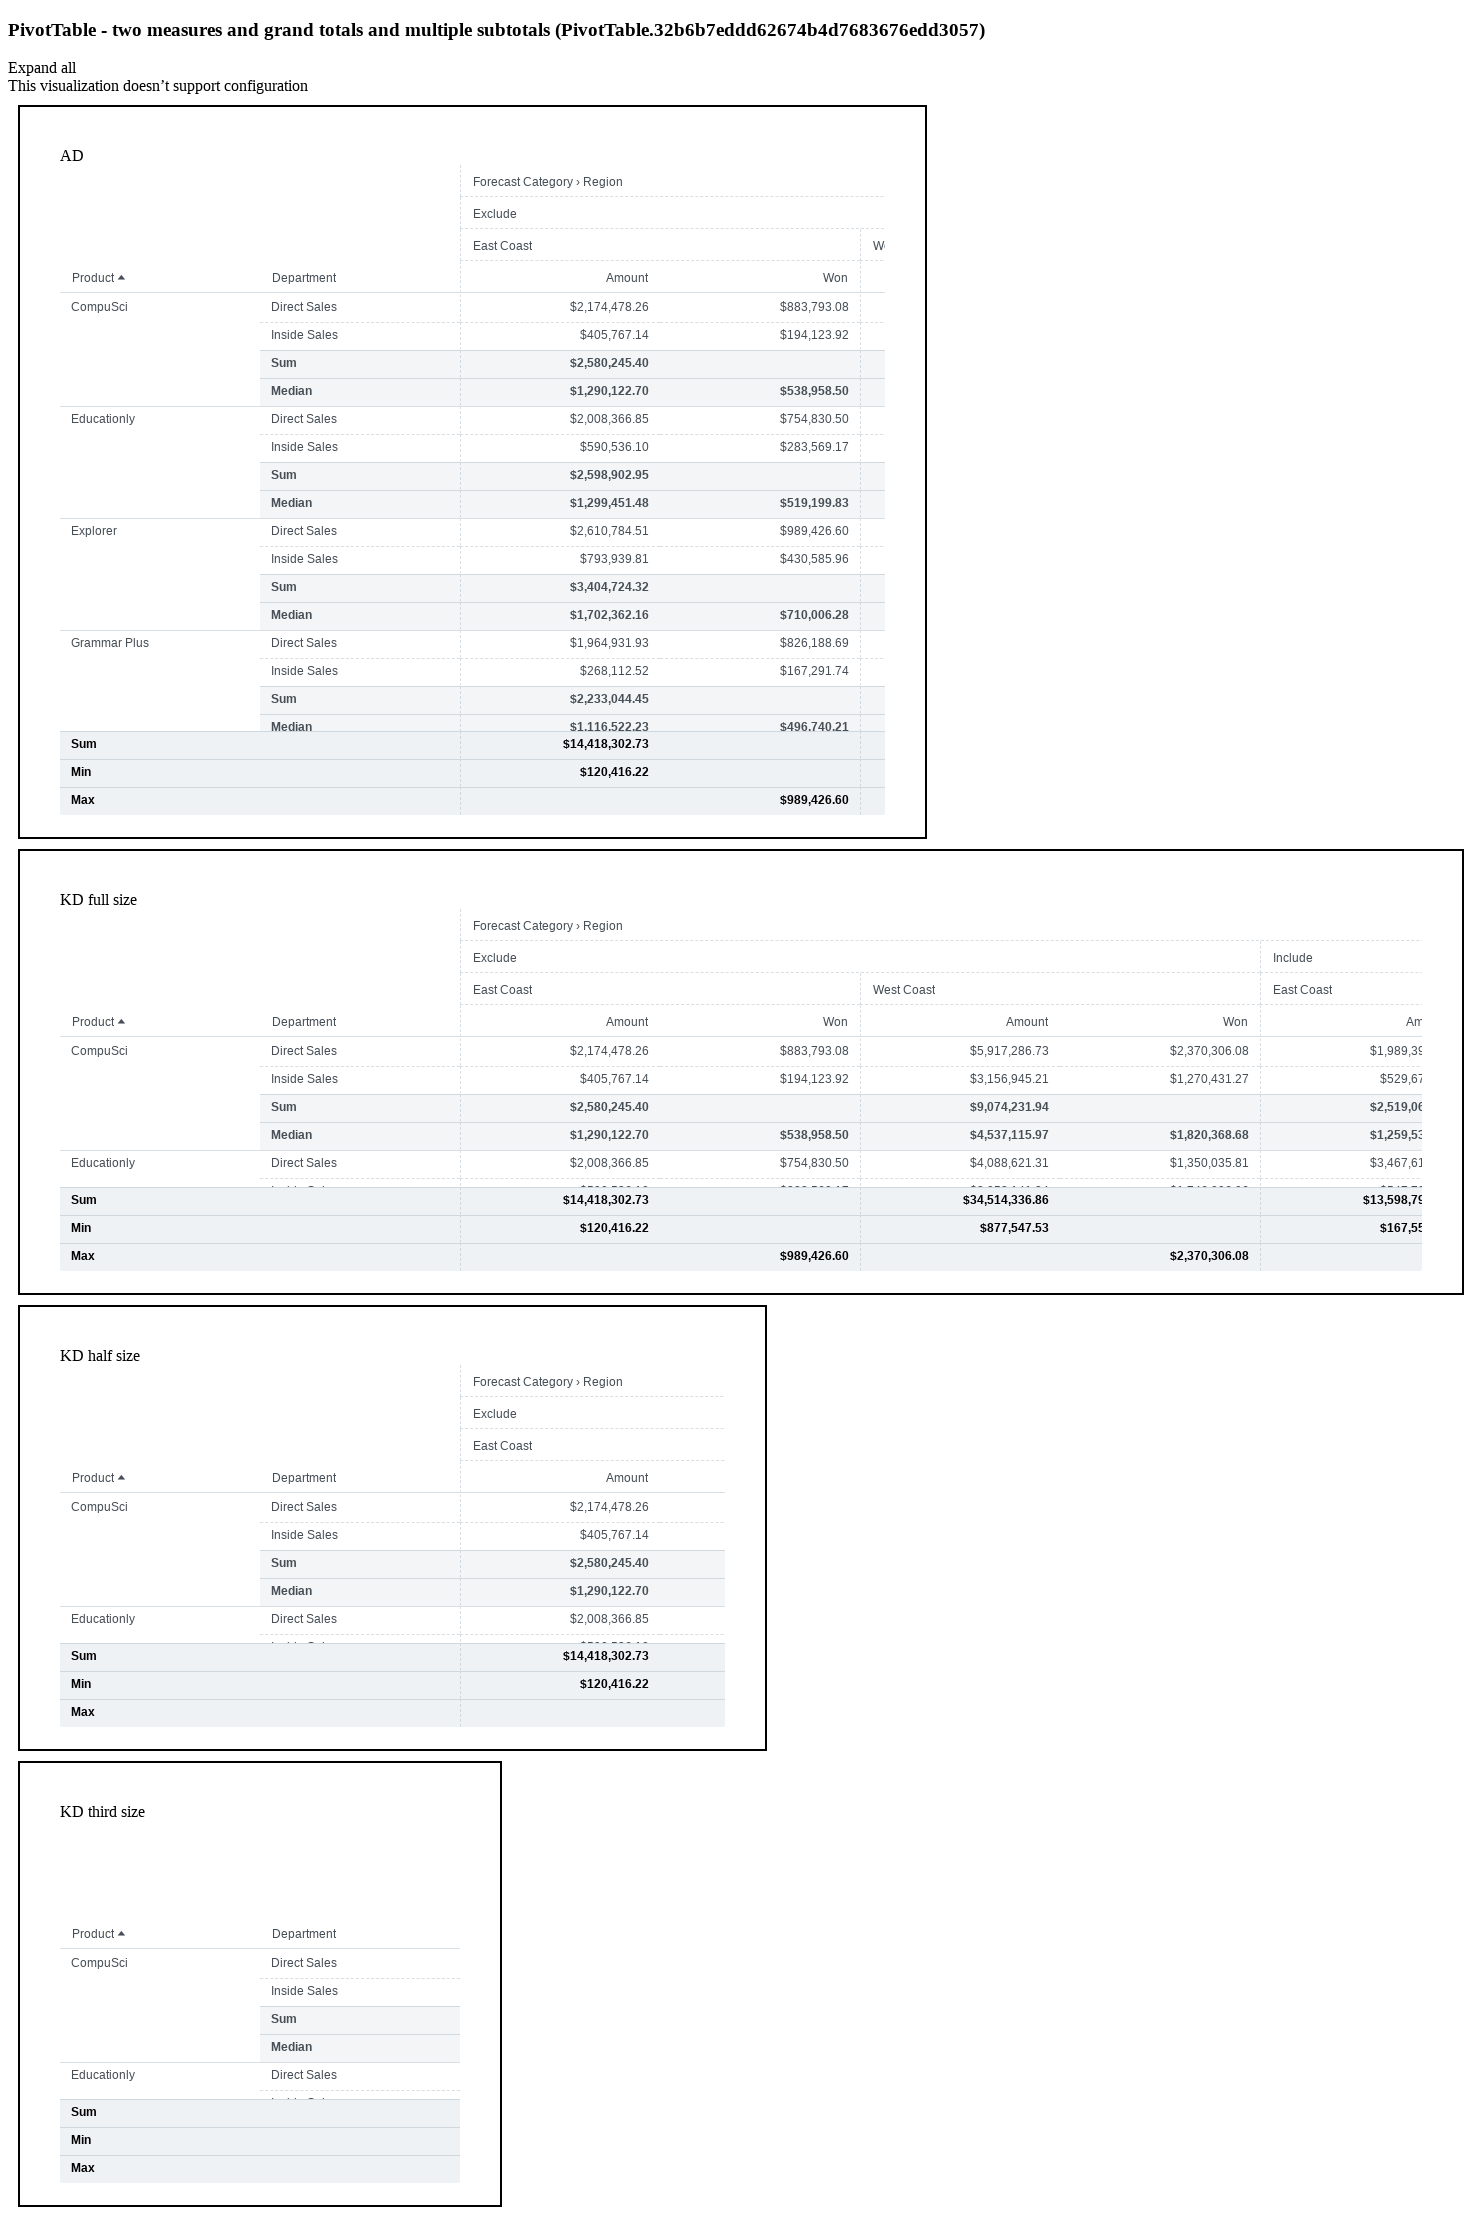 PivotTable - two measures and grand totals and multiple subtotals (PivotTable.32b6b7eddd62674b4d7683676edd3057)
Expand all
This visualization doesn’t support configuration
AD
Forecast Category › Region
Exclude
East Coast
Product Department Amount Won
CompuSci Direct Sales $2,174,478.26 $883,793.08
Inside Sales $405,767.14 $194,123.92
Sum $2,580,245.40
Median $1,290,122.70 $538,958.50
Educationly Direct Sales $2,008,366.85 $754,830.50
Inside Sales $590,536.10 $283,569.17
Sum $2,598,902.95
Median $1,299,451.48 $519,199.83
Explorer Direct Sales $2,610,784.51 $989,426.60
Inside Sales $793,939.81 $430,585.96
Sum $3,404,724.32
Median $1,702,362.16 $710,006.28
Grammar Plus Direct Sales $1,964,931.93 $826,188.69
Inside Sales $268,112.52 $167,291.74
Sum $2,233,044.45
Median $1,116,522.23 $496,740.21
Sum $14,418,302.73
Min $120,416.22
Max $989,426.60
KD full size
Forecast Category › Region
Exclude Include
East Coast West Coast East Coast
Product Department Amount Won Amount Won Am
CompuSci Direct Sales $2,174,478.26 $883,793.08 $5,917,286.73 $2,370,306.08 $1,989,39
Inside Sales $405,767.14 $194,123.92 $3,156,945.21 $1,270,431.27 $529,67
Sum $2,580,245.40 $9,074,231.94 $2,519,06
Median $1,290,122.70 $538,958.50 $4,537,115.97 $1,820,368.68 $1,259,53
Educationly Direct Sales $2,008,366.85 $754,830.50 $4,088,621.31 $1,350,035.81 $3,467,61
Sum $14,418,302.73 $34,514,336.86 $13,598,79
Min $120,416.22 $877,547.53 $167,55
Max $989,426.60 $2,370,306.08
KD half size
Forecast Category › Region
Exclude
East Coast
Product Department Amount
CompuSci Direct Sales $2,174,478.26
Inside Sales $405,767.14
Sum $2,580,245.40
Median $1,290,122.70
Educationly Direct Sales $2,008,366.85
Sum $14,418,302.73
Min $120,416.22
Max
KD third size
Product Department
CompuSci Direct Sales
Inside Sales
Sum
Median
Educationly Direct Sales
Sum
Min
Max